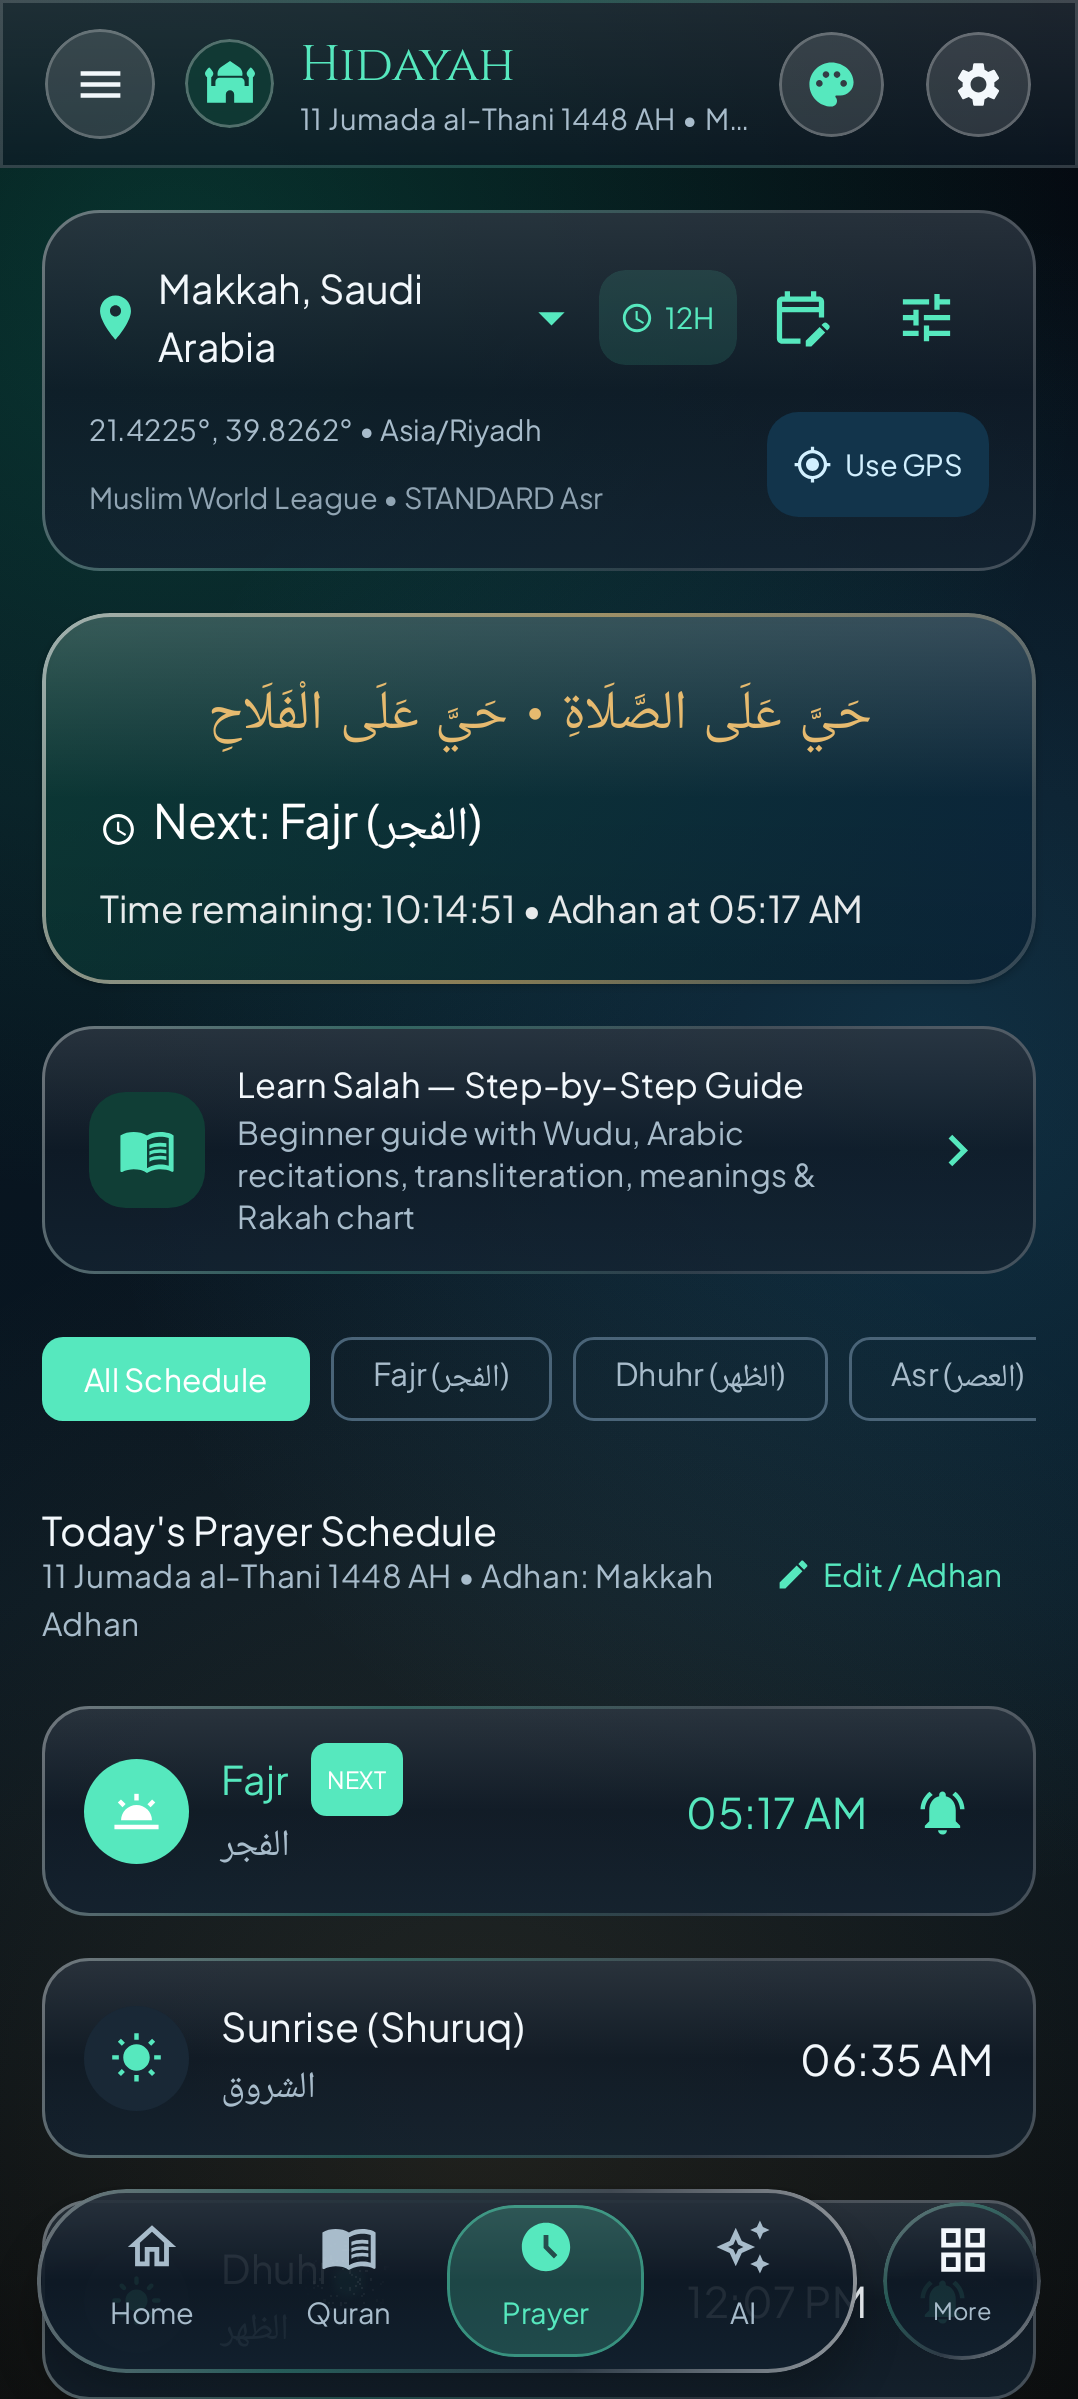 HIDAYAH
11 Jumada al-Thani 1448 AH • M...
Makkah, Saudi
Arabia
12H
21.4225°, 39.8262° • Asia/Riyadh
Muslim World League • STANDARD Asr
Use GPS
حَيَّ عَلَى الصَّلَاةِ • حَيَّ عَلَى الْفَلَاحِ
Next: Fajr (الفجر)
Time remaining: 10:14:51 • Adhan at 05:17 AM
Learn Salah — Step-by-Step Guide
Beginner guide with Wudu, Arabic
recitations, transliteration, meanings &
Rakah chart
All Schedule
Fajr (الفجر)
Dhuhr (الظهر)
Asr (العصر)
Today's Prayer Schedule
11 Jumada al-Thani 1448 AH • Adhan: Makkah
Adhan
Edit / Adhan
Fajr
NEXT
الفجر
05:17 AM
Sunrise (Shuruq)
الشروق
06:35 AM
Dhuhr
الظهر
12:07 PM
Home
Quran
Prayer
AI
More